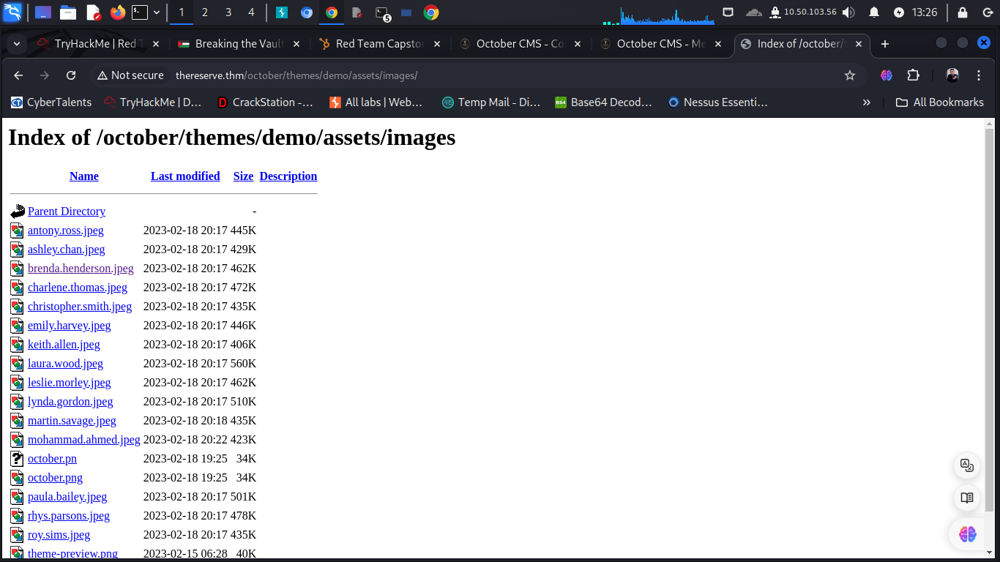 1 2 3 4 5 10.50.103.56 13:26
TryHackMe | Red T Breaking the Vault Red Team Capsto October CMS - Co October CMS - Me Index of /october/t
Not secure thereserve.thm/october/themes/demo/assets/images/
CyberTalents TryHackMe | D… CrackStation -… All labs | Web… Temp Mail - Di… B64 Base64 Decod… Nessus Essenti… » All Bookmarks
Index of /october/themes/demo/assets/images
Name Last modified Size Description
Parent Directory -
antony.ross.jpeg 2023-02-18 20:17 445K
ashley.chan.jpeg 2023-02-18 20:17 429K
brenda.henderson.jpeg 2023-02-18 20:17 462K
charlene.thomas.jpeg 2023-02-18 20:17 472K
christopher.smith.jpeg 2023-02-18 20:17 435K
emily.harvey.jpeg 2023-02-18 20:17 446K
keith.allen.jpeg 2023-02-18 20:17 406K
laura.wood.jpeg 2023-02-18 20:17 560K
leslie.morley.jpeg 2023-02-18 20:17 462K
lynda.gordon.jpeg 2023-02-18 20:17 510K
martin.savage.jpeg 2023-02-18 20:18 435K
mohammad.ahmed.jpeg 2023-02-18 20:22 423K
october.pn 2023-02-18 19:25 34K
october.png 2023-02-18 19:25 34K
paula.bailey.jpeg 2023-02-18 20:17 501K
rhys.parsons.jpeg 2023-02-18 20:17 478K
roy.sims.jpeg 2023-02-18 20:17 435K
theme-preview.png 2023-02-15 06:28 40K